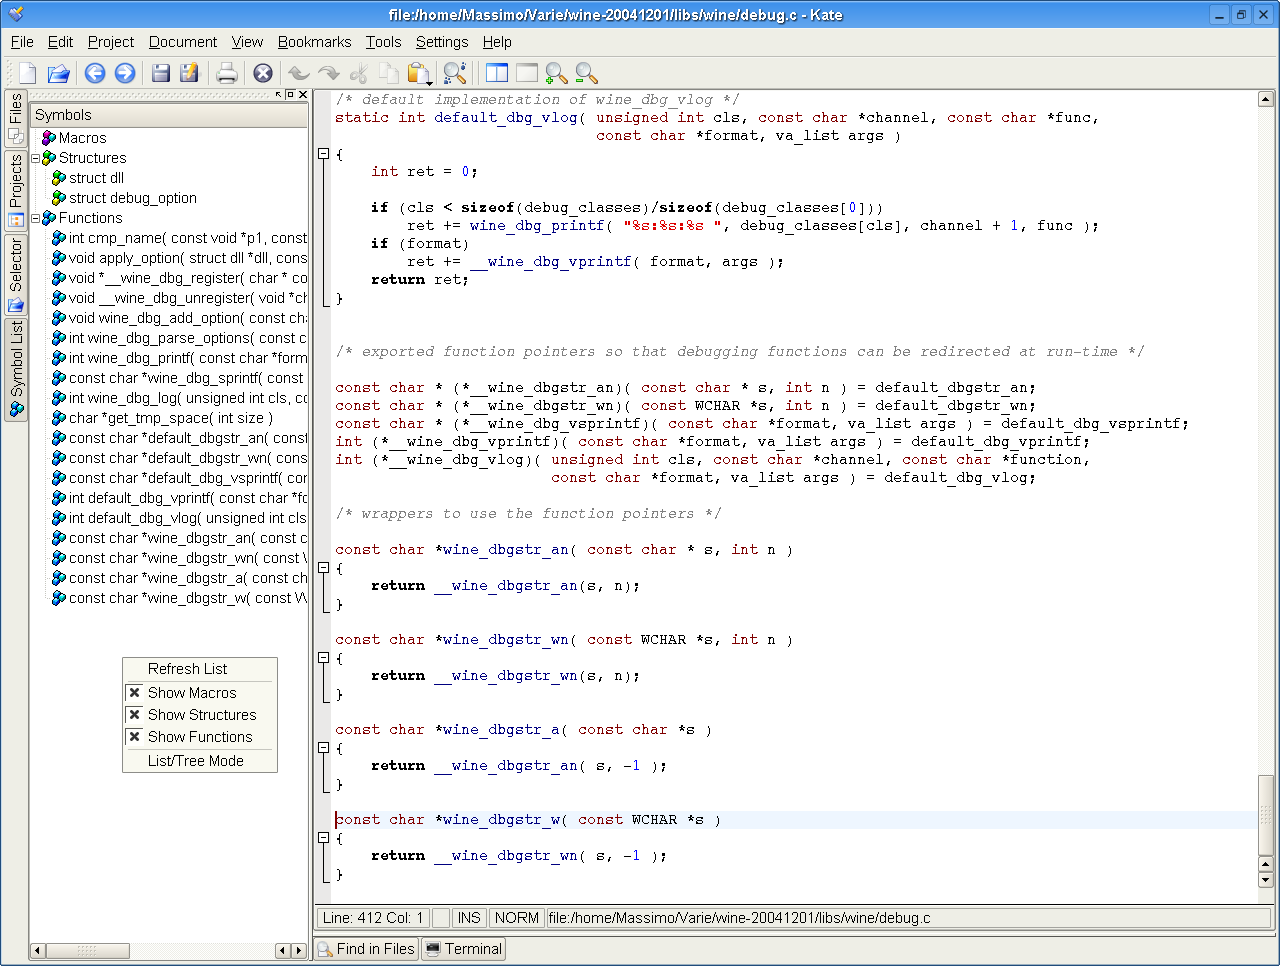 file:/home/Massimo/Varie/wine-20041201/libs/wine/debug.c - Kate
File Edit Project Document View Bookmarks Tools Settings Help
Files
Projects
Selector
Symbol List
Symbols
Macros
Structures
struct dll
struct debug_option
Functions
int cmp_name( const void *p1, const
void apply_option( struct dll *dll, cons
void *__wine_dbg_register( char * co
void __wine_dbg_unregister( void *ch
void wine_dbg_add_option( const cha
int wine_dbg_parse_options( const c
int wine_dbg_printf( const char *form
const char *wine_dbg_sprintf( const
int wine_dbg_log( unsigned int cls, co
char *get_tmp_space( int size )
const char *default_dbgstr_an( const
const char *default_dbgstr_wn( cons
const char *default_dbg_vsprintf( cor
int default_dbg_vprintf( const char *fo
int default_dbg_vlog( unsigned int cls
const char *wine_dbgstr_an( const c
const char *wine_dbgstr_wn( const \
const char *wine_dbgstr_a( const ch
const char *wine_dbgstr_w( const W
Refresh List
Show Macros
Show Structures
Show Functions
List/Tree Mode
/* default implementation of wine_dbg_vlog */
static int default_dbg_vlog( unsigned int cls, const char *channel, const char *func,
const char *format, va_list args )
{
int ret = 0;
if (cls < sizeof(debug_classes)/sizeof(debug_classes[0]))
ret += wine_dbg_printf( "%s:%s:%s ", debug_classes[cls], channel + 1, func );
if (format)
ret += __wine_dbg_vprintf( format, args );
return ret;
}
/* exported function pointers so that debugging functions can be redirected at run-time */
const char * (*__wine_dbgstr_an)( const char * s, int n ) = default_dbgstr_an;
const char * (*__wine_dbgstr_wn)( const WCHAR *s, int n ) = default_dbgstr_wn;
const char * (*__wine_dbg_vsprintf)( const char *format, va_list args ) = default_dbg_vsprintf;
int (*__wine_dbg_vprintf)( const char *format, va_list args ) = default_dbg_vprintf;
int (*__wine_dbg_vlog)( unsigned int cls, const char *channel, const char *function,
const char *format, va_list args ) = default_dbg_vlog;
/* wrappers to use the function pointers */
const char *wine_dbgstr_an( const char * s, int n )
{
return __wine_dbgstr_an(s, n);
}
const char *wine_dbgstr_wn( const WCHAR *s, int n )
{
return __wine_dbgstr_wn(s, n);
}
const char *wine_dbgstr_a( const char *s )
{
return __wine_dbgstr_an( s, -1 );
}
const char *wine_dbgstr_w( const WCHAR *s )
{
return __wine_dbgstr_wn( s, -1 );
}
Line: 412 Col: 1 INS NORM file:/home/Massimo/Varie/wine-20041201/libs/wine/debug.c
Find in Files Terminal